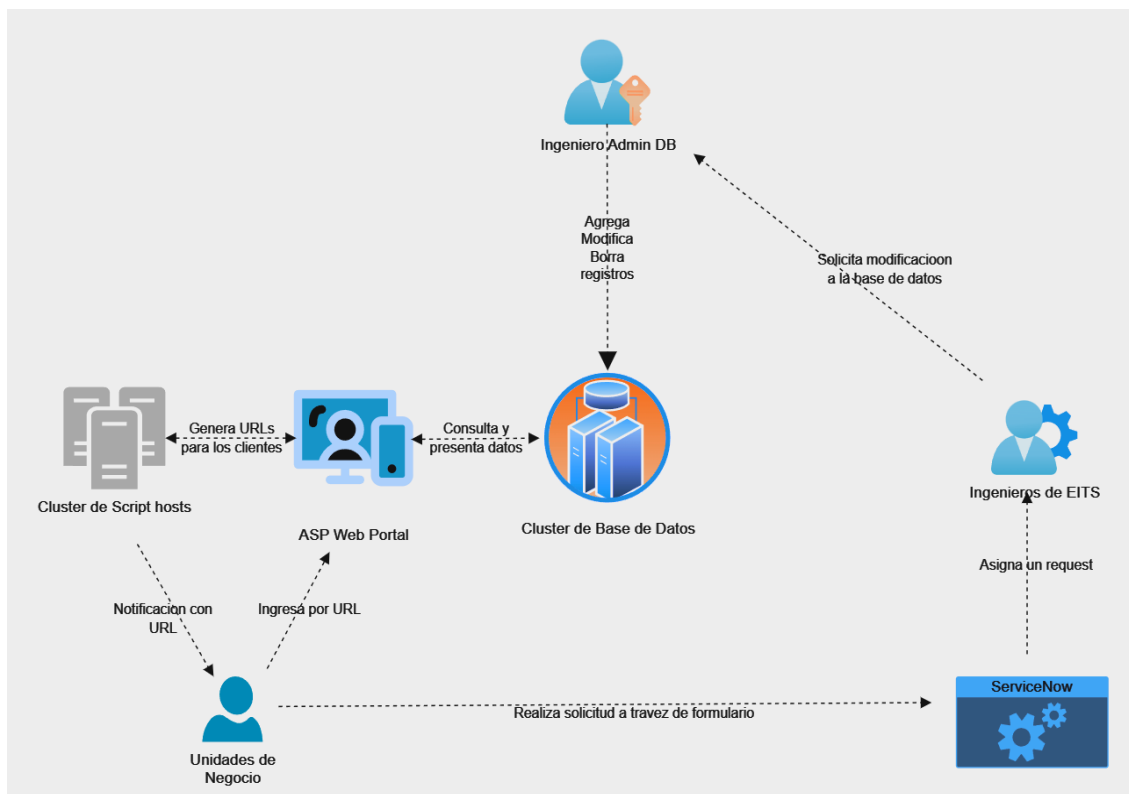 Ingeniero Admin DB
Agrega
Modifica
Borra
registros
Solicita modificacioon
a la base de datos
Genera URLs
para los clientes
Consulta y
presenta datos
Cluster de Script hosts
ASP Web Portal
Cluster de Base de Datos
Ingenieros de EITS
Asigna un request
Notificacion con
URL
Ingresa por URL
ServiceNow
Realiza solicitud a travez de formulario
Unidades de
Negocio